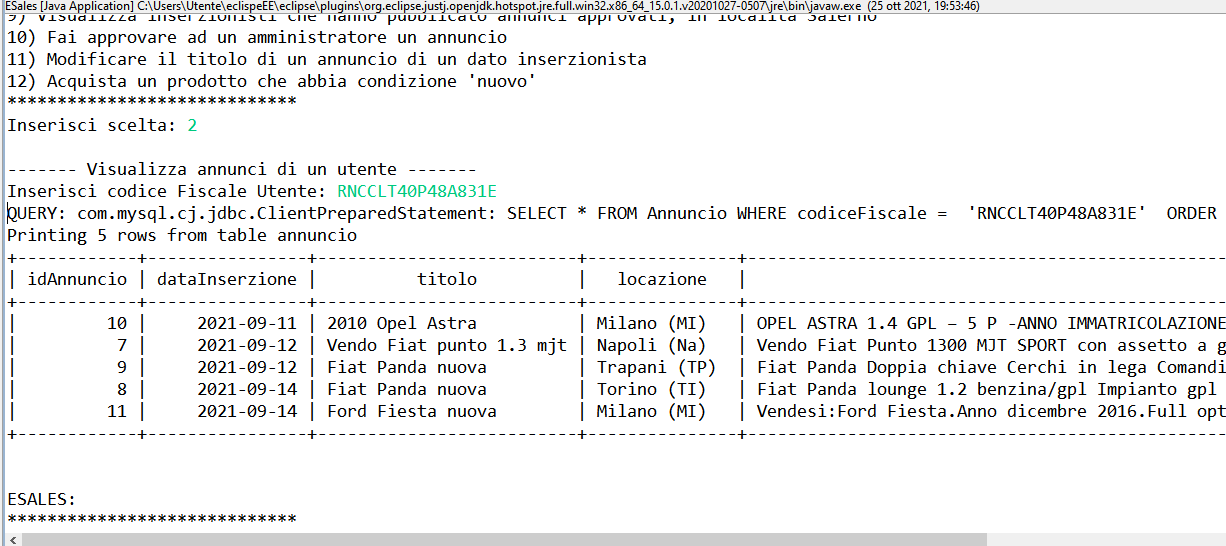 ESales [Java Application] C:\Users\Utente\eclispeEE\eclipse\plugins\org.eclipse.justj.openjdk.hotspot.jre.full.win32.x86_64_15.0.1.v20201027-0507\jre\bin\javaw.exe (25 ott 2021, 19:53:46)
9) Visualizza inserzionisti che hanno pubblicato annunci approvati, in località Salerno
10) Fai approvare ad un amministratore un annuncio
11) Modificare il titolo di un annuncio di un dato inserzionista
12) Acquista un prodotto che abbia condizione 'nuovo'
*****************************
Inserisci scelta: 2
------- Visualizza annunci di un utente -------
Inserisci codice Fiscale Utente: RNCCLT40P48A831E
QUERY: com.mysql.cj.jdbc.ClientPreparedStatement: SELECT * FROM Annuncio WHERE codiceFiscale =  'RNCCLT40P48A831E'  ORDER
Printing 5 rows from table annuncio
+------------+----------------+--------------------------+---------------+------------------------------------------------
| idAnnuncio | dataInserzione |          titolo          |   locazione   |
+------------+----------------+--------------------------+---------------+------------------------------------------------
|         10 |     2021-09-11 | 2010 Opel Astra          | Milano (MI)   | OPEL ASTRA 1.4 GPL – 5 P -ANNO IMMATRICOLAZIONE
|          7 |     2021-09-12 | Vendo Fiat punto 1.3 mjt | Napoli (Na)   | Vendo Fiat Punto 1300 MJT SPORT con assetto a g
|          9 |     2021-09-12 | Fiat Panda nuova         | Trapani (TP)  | Fiat Panda Doppia chiave Cerchi in lega Comandi
|          8 |     2021-09-14 | Fiat Panda nuova         | Torino (TI)   | Fiat Panda lounge 1.2 benzina/gpl Impianto gpl
|         11 |     2021-09-14 | Ford Fiesta nuova        | Milano (MI)   | Vendesi:Ford Fiesta.Anno dicembre 2016.Full opt
+------------+----------------+--------------------------+---------------+------------------------------------------------
ESALES:
*****************************